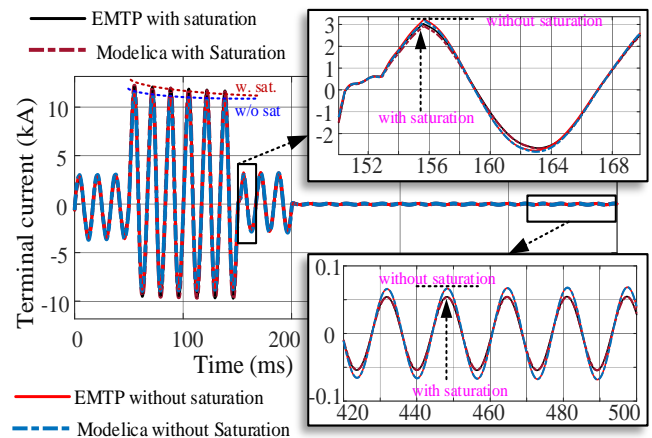 EMTP with saturation
Modelica with Saturation
without saturation
with saturation
3
2
1
0
-1
-2
152
156
160
164
168
w. sat.
w/o sat
Terminal current (kA)
10
5
0
-5
-10
0
100
200
Time (ms)
0.1
0
-0.1
without saturation
with saturation
420
440
460
480
500
EMTP without saturation
Modelica without Saturation